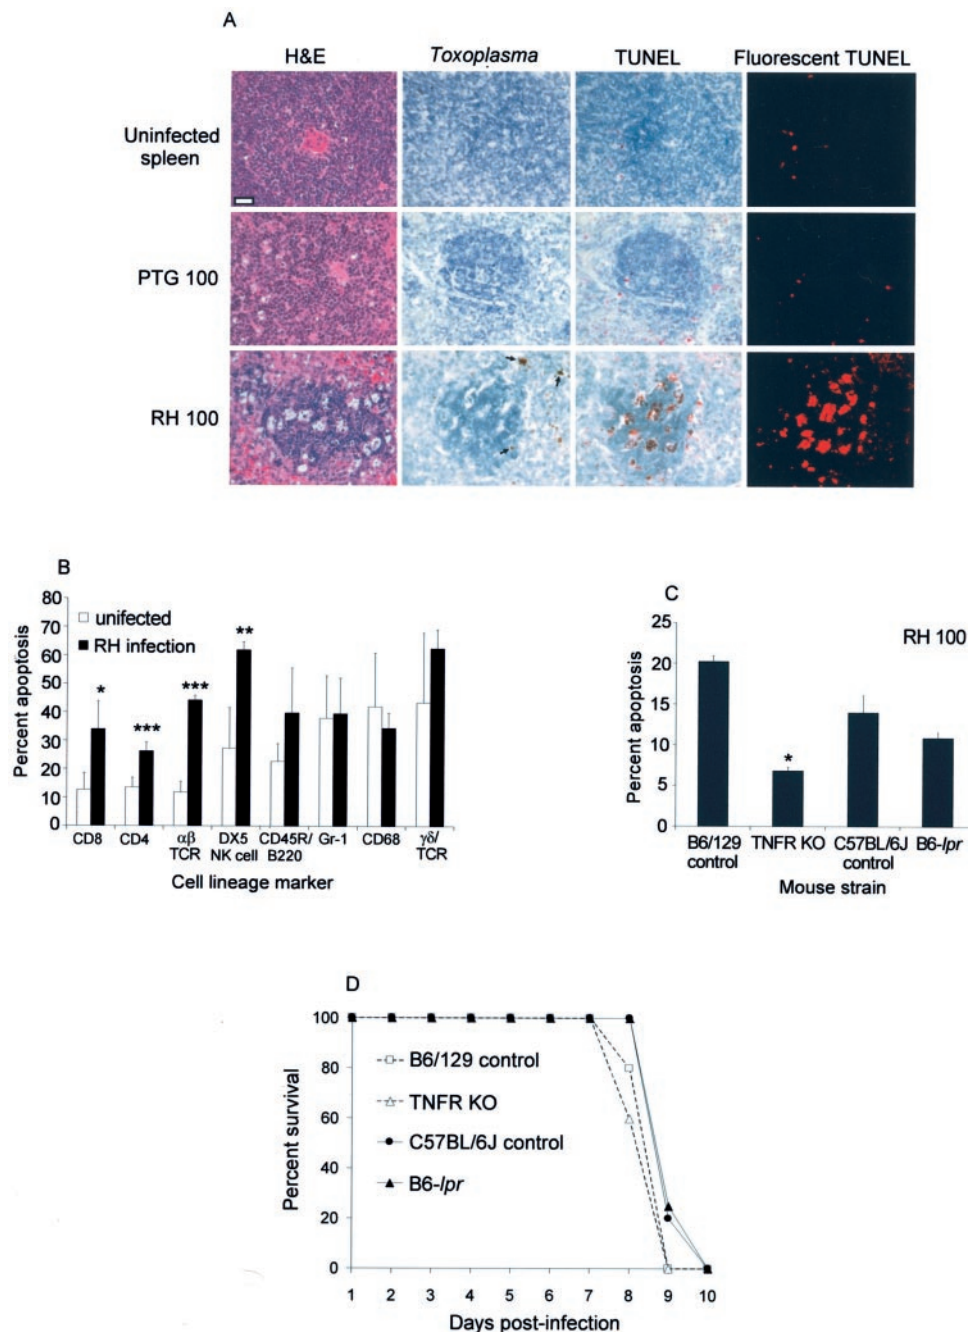 A
H&E
Toxoplasma
TUNEL
Fluorescent TUNEL
Uninfected
spleen
PTG 100
RH 100
B
80
70
60
50
40
30
20
10
0
Percent apoptosis
unifected
RH infection
*
***
***
**
CD8
CD4
αβ
TCR
DX5
NK cell
CD45R/
B220
Gr-1
CD68
γδ/
TCR
Cell lineage marker
C
RH 100
25
20
15
10
5
0
Percent apoptosis
*
B6/129
control
TNFR KO
C57BL/6J
control
B6-lpr
Mouse strain
D
100
80
60
40
20
0
Percent survival
B6/129 control
TNFR KO
C57BL/6J control
B6-lpr
1 2 3 4 5 6 7 8 9 10
Days post-infection